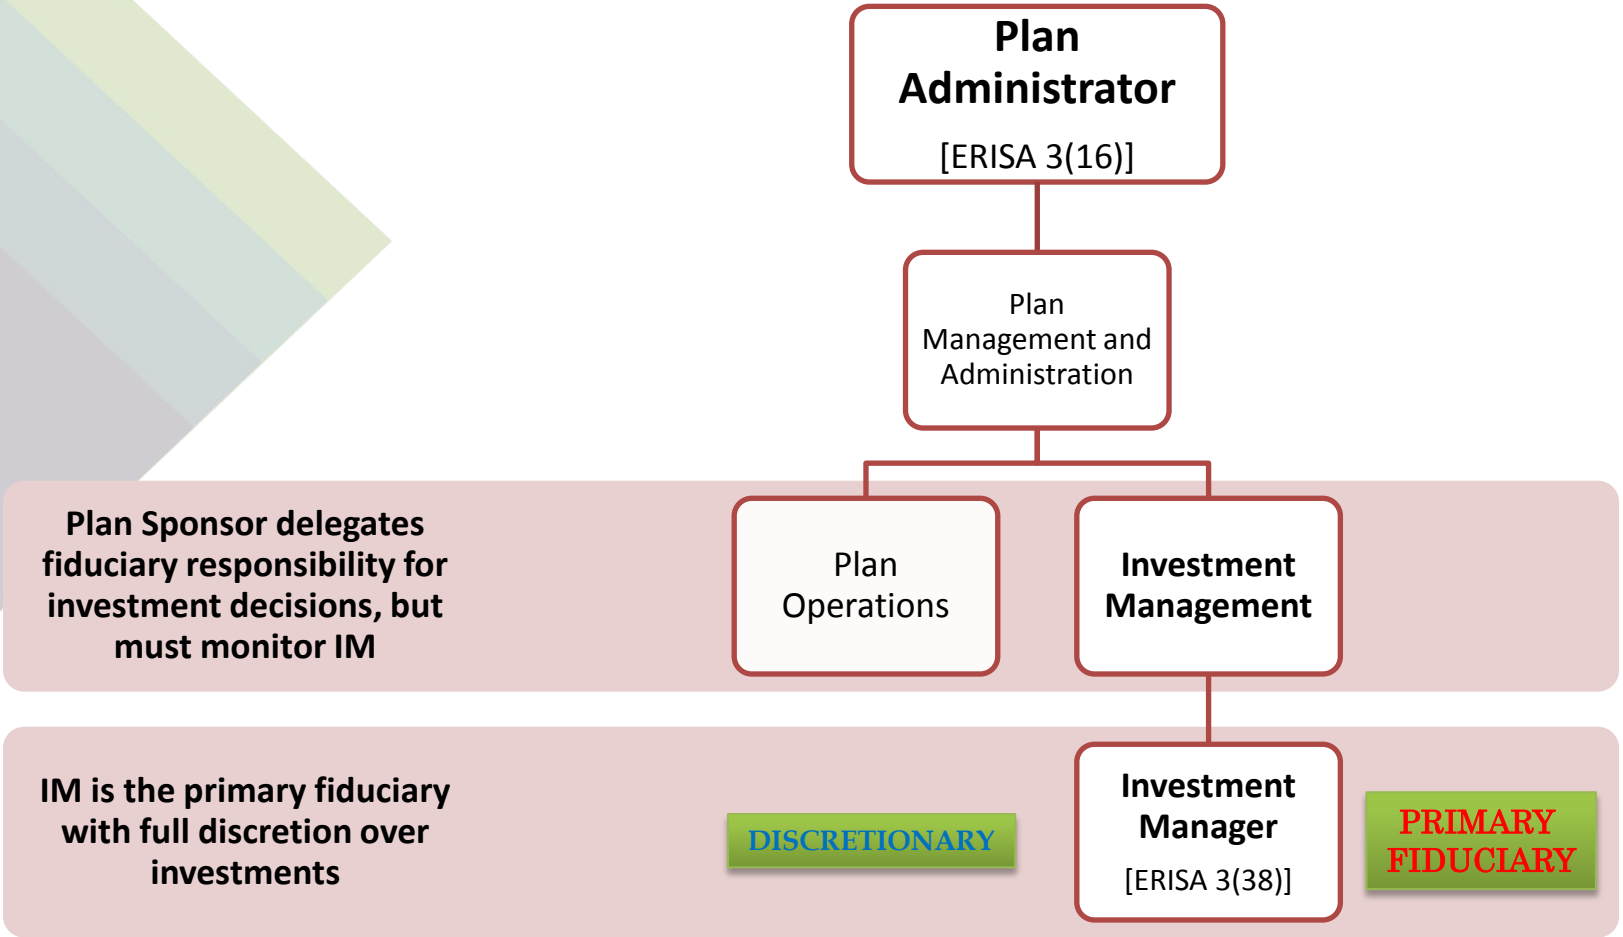 Plan
Administrator
[ERISA 3(16)]
Plan
Management and
Administration
Plan Sponsor delegates
fiduciary responsibility for
investment decisions, but
must monitor IM
Plan
Operations
Investment
Management
IM is the primary fiduciary
with full discretion over
investments
DISCRETIONARY
Investment
Manager
[ERISA 3(38)]
PRIMARY
FIDUCIARY